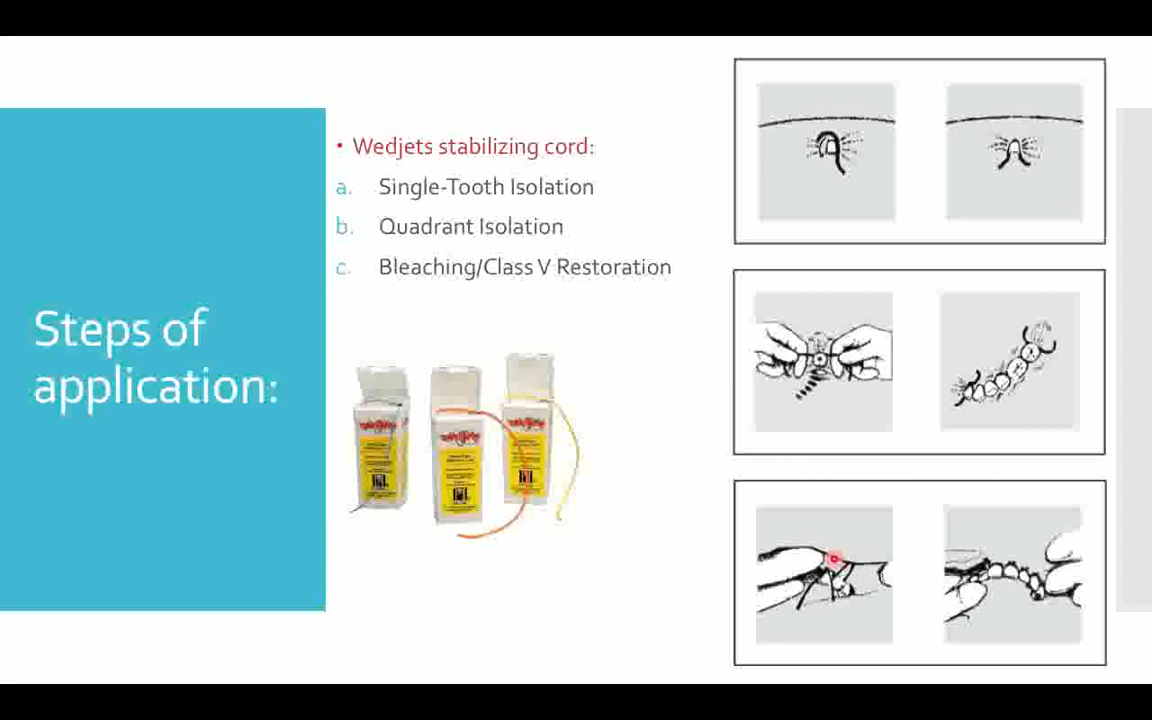 Steps of
application:
• Wedjets stabilizing cord:
a. Single-Tooth Isolation
b. Quadrant Isolation
c. Bleaching/Class V Restoration